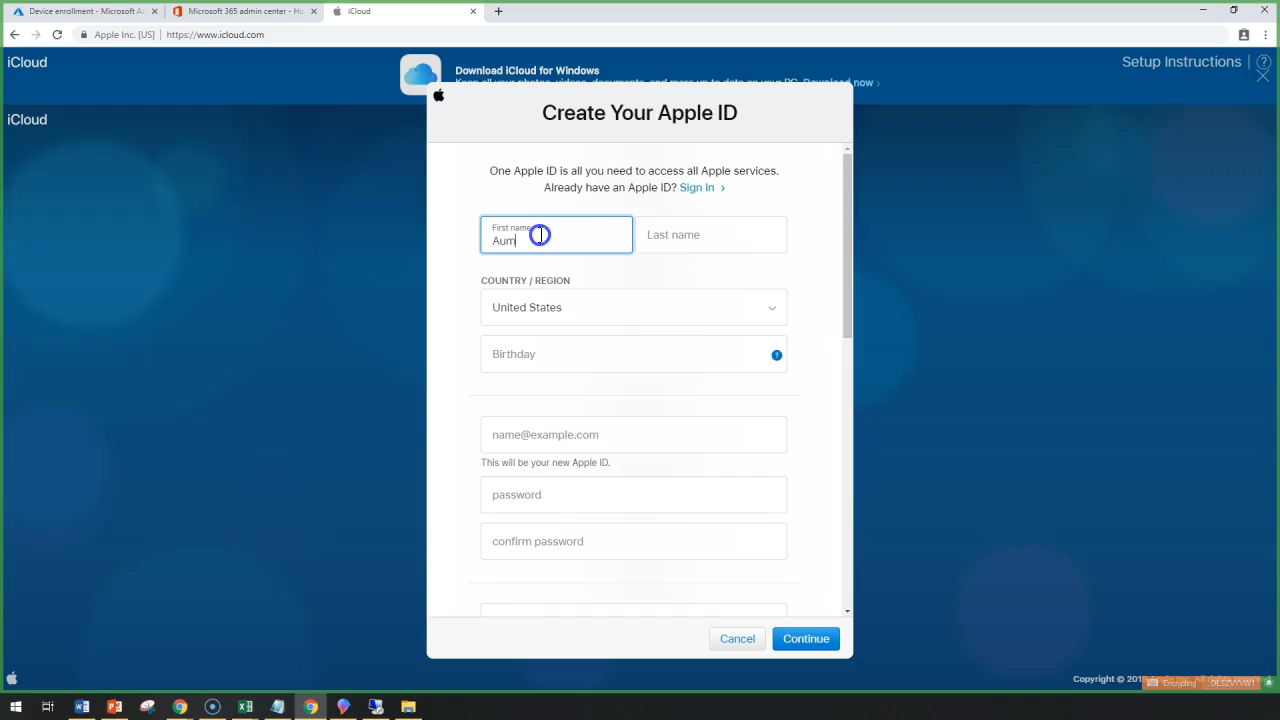 Device enrollment - Microsoft A
Microsoft 365 admin center - Ho
iCloud
Apple Inc. [US] | https://www.icloud.com
iCloud
Download iCloud for Windows
Setup Instructions
?
Create Your Apple ID
iCloud
One Apple ID is all you need to access all Apple services.
Already have an Apple ID? Sign In >
First name
Aum
Last name
COUNTRY / REGION
United States
Birthday
?
name@example.com
This will be your new Apple ID.
password
confirm password
Cancel
Continue
Encrypting